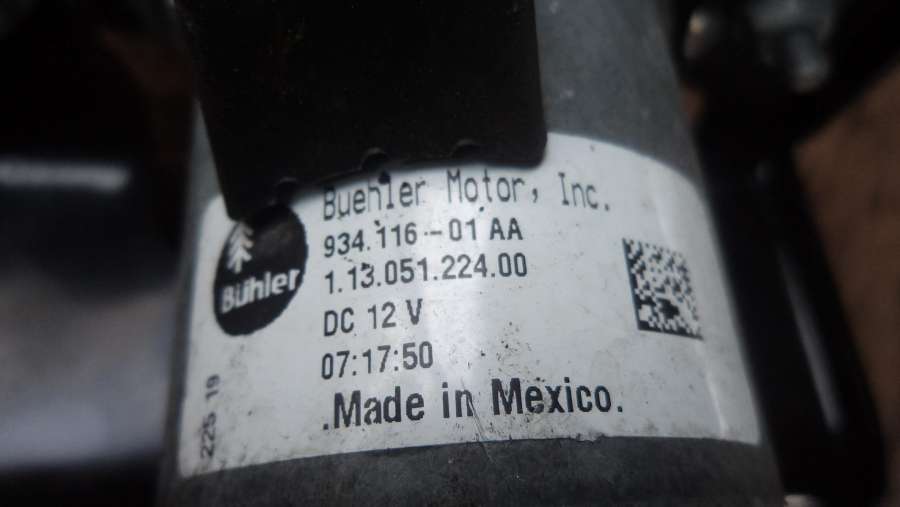 Buehler Motor, Inc.
934.116-01 AA
1.13.051.224.00
DC 12 V
07:17:50
.Made in Mexico.
Bühler
225 19